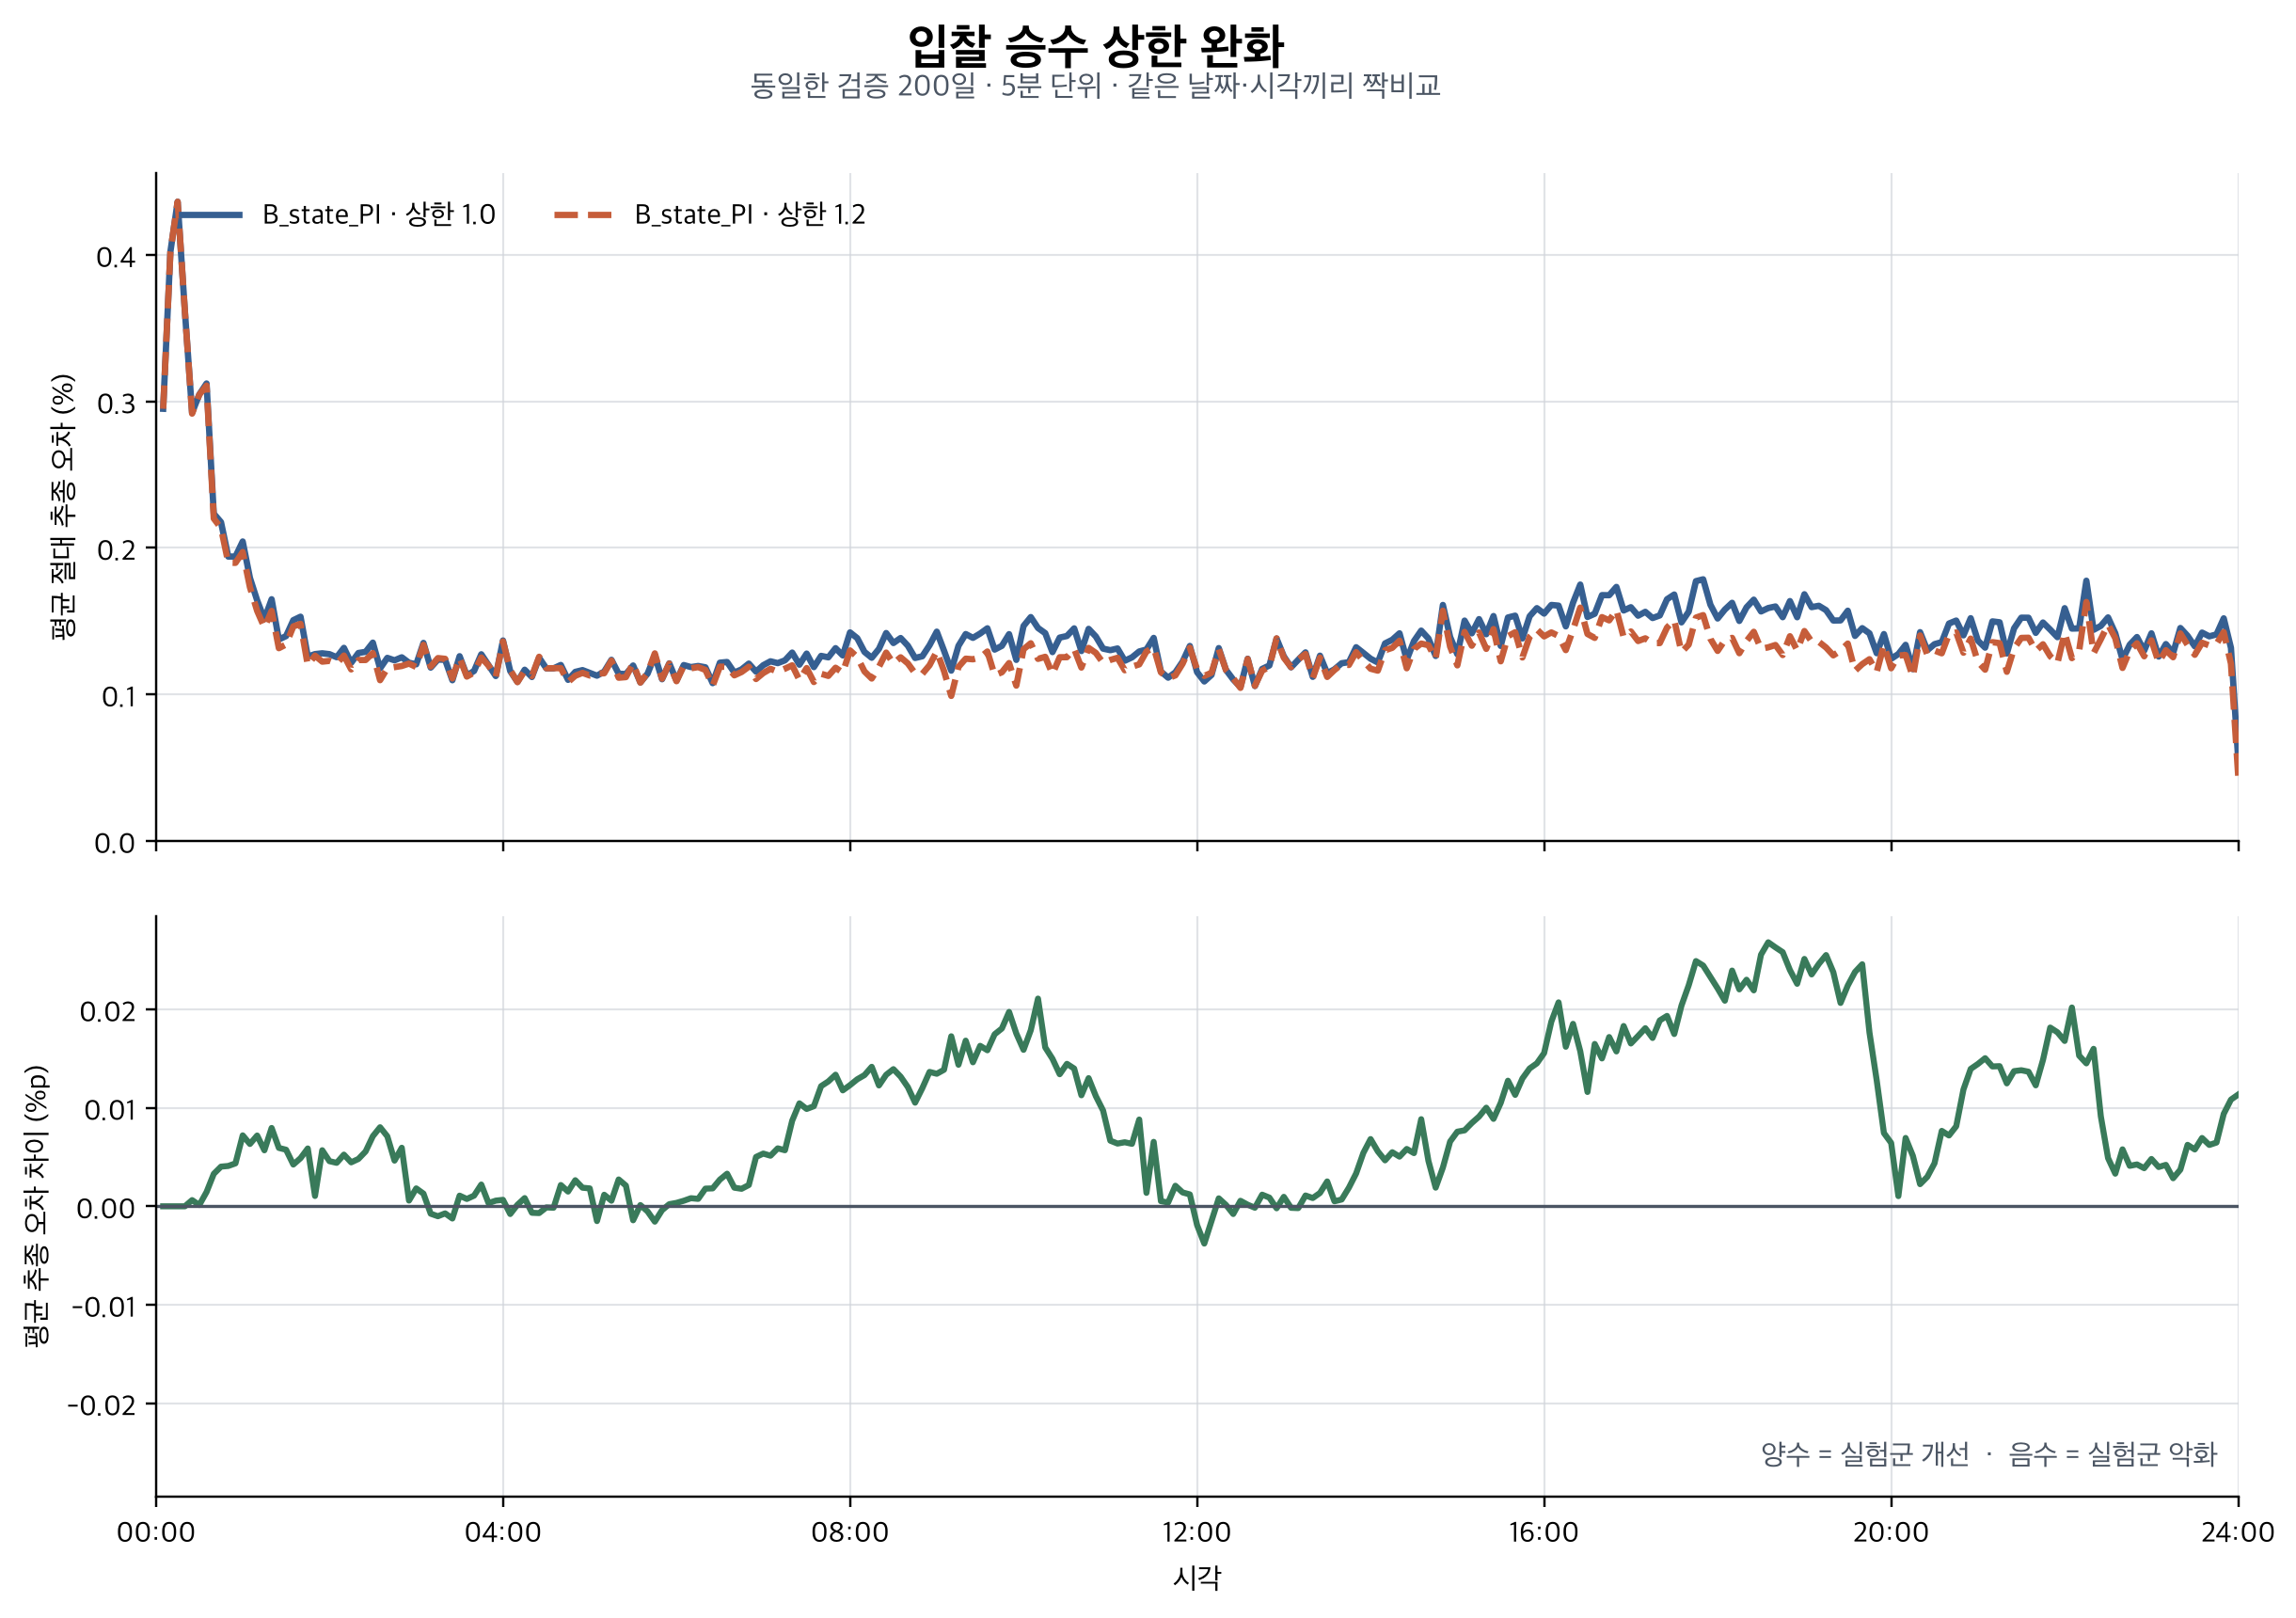 입찰 승수 상한 완화
동일한 검증 200일 · 5분 단위 · 같은 날짜·시각끼리 짝비교
B_state_PI · 상한 1.0
B_state_PI · 상한 1.2
평균 절대 추종 오차 (%)
0.4
0.3
0.2
0.1
0.0
평균 추종 오차 차이 (%p)
0.02
0.01
0.00
-0.01
-0.02
양수 = 실험군 개선 · 음수 = 실험군 악화
00:00 04:00 08:00 12:00 16:00 20:00 24:00
시각